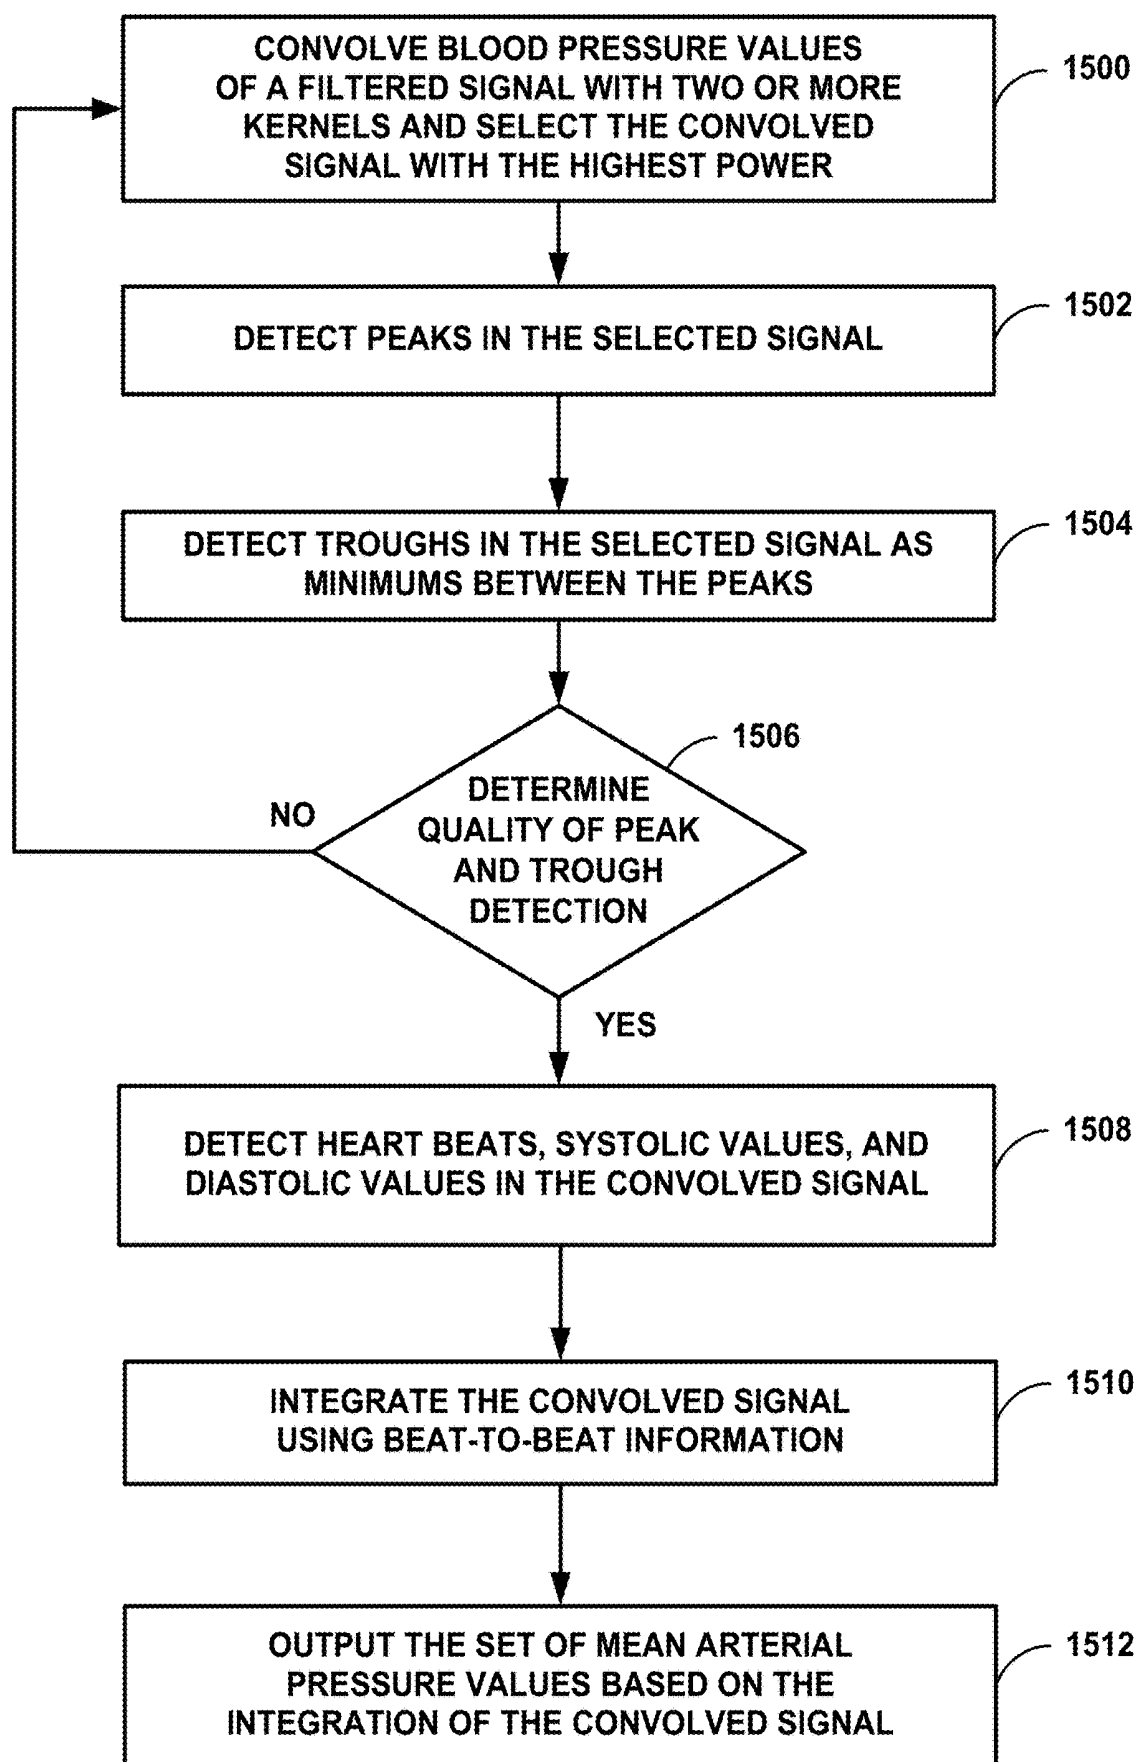 CONVOLVE BLOOD PRESSURE VALUES
OF A FILTERED SIGNAL WITH TWO OR MORE
KERNELS AND SELECT THE CONVOLVED
SIGNAL WITH THE HIGHEST POWER
1500
DETECT PEAKS IN THE SELECTED SIGNAL
1502
DETECT TROUGHS IN THE SELECTED SIGNAL AS
MINIMUMS BETWEEN THE PEAKS
1504
DETERMINE
QUALITY OF PEAK
AND TROUGH
DETECTION
1506
NO
YES
DETECT HEART BEATS, SYSTOLIC VALUES, AND
DIASTOLIC VALUES IN THE CONVOLVED SIGNAL
1508
INTEGRATE THE CONVOLVED SIGNAL
USING BEAT-TO-BEAT INFORMATION
1510
OUTPUT THE SET OF MEAN ARTERIAL
PRESSURE VALUES BASED ON THE
INTEGRATION OF THE CONVOLVED SIGNAL
1512